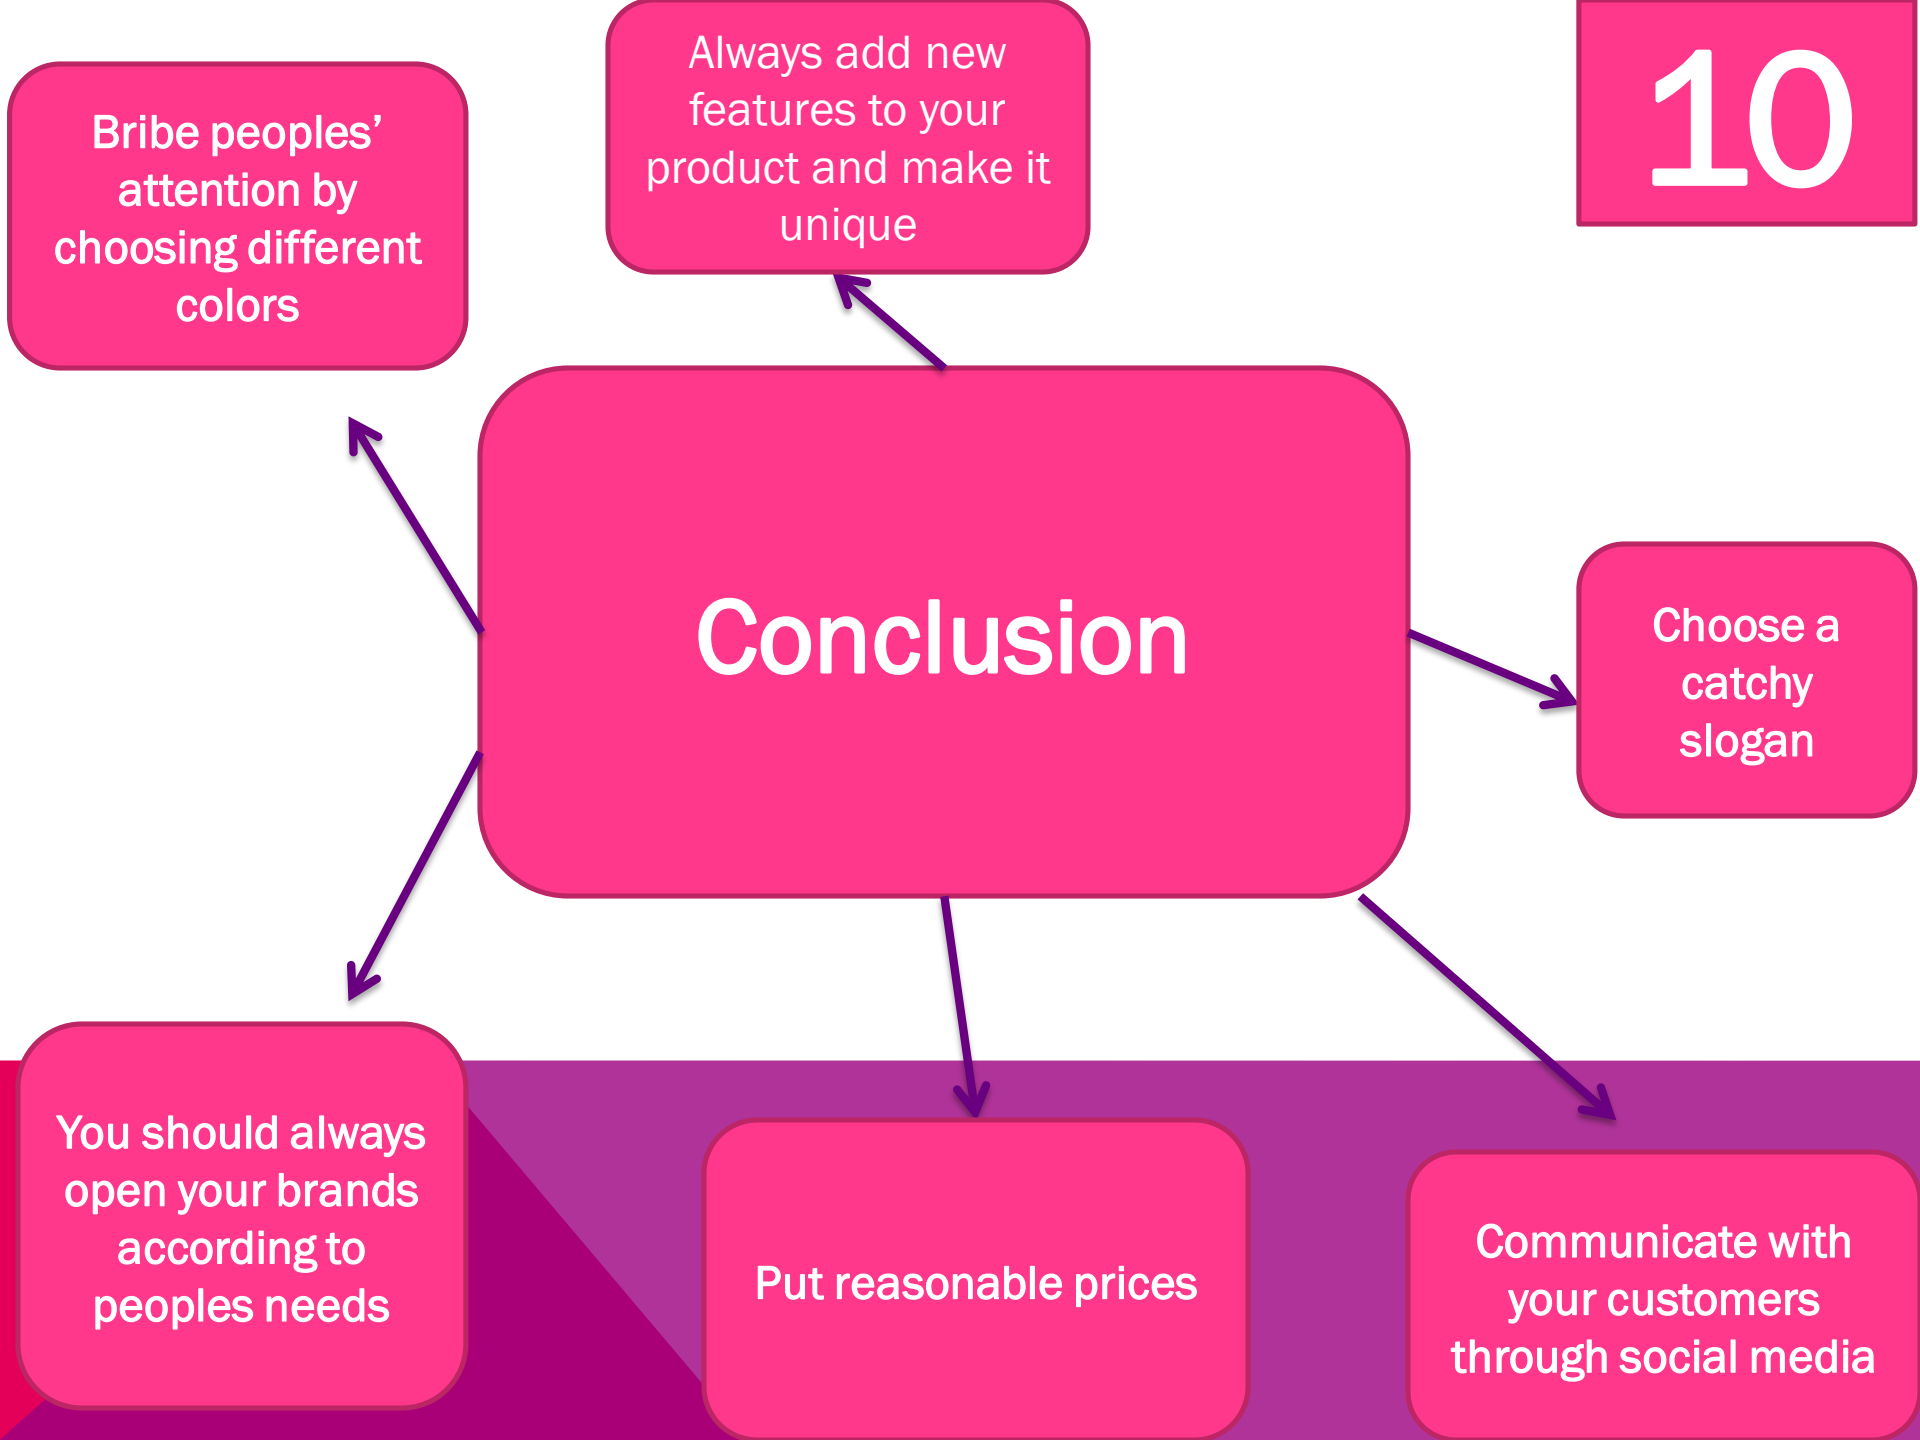 Always add new
features to your
product and make it
unique
10
Bribe peoples’
attention by
choosing different
colors
Conclusion
Choose a
catchy
slogan
You should always
open your brands
according to
peoples needs
Put reasonable prices
Communicate with
your customers
through social media